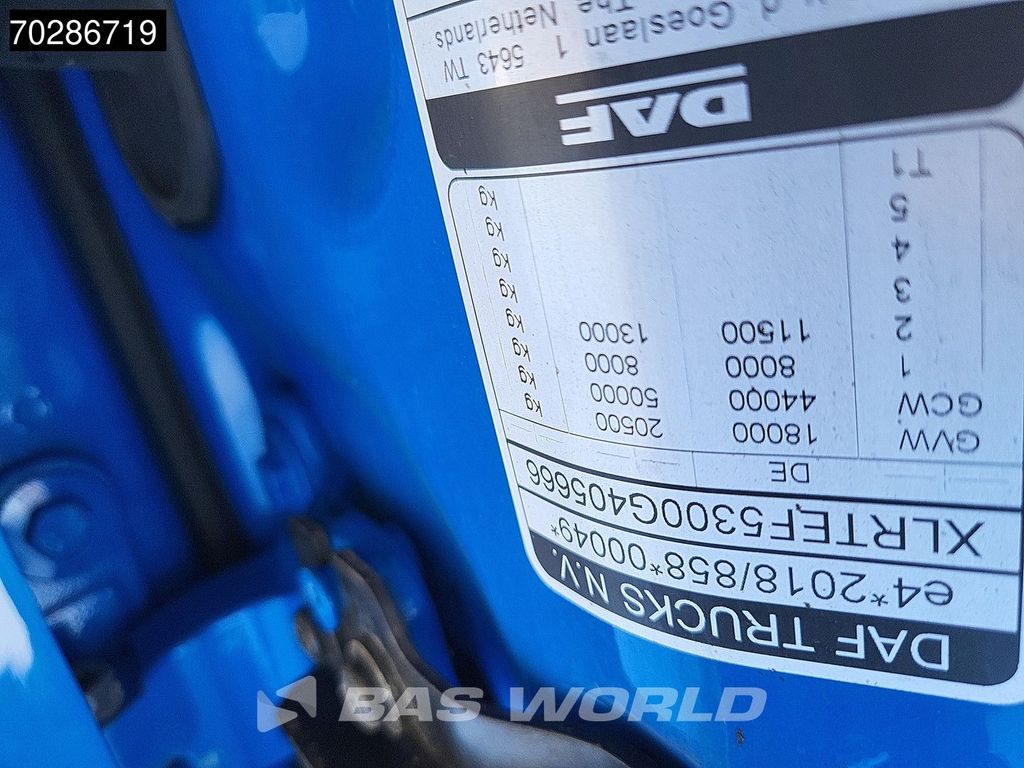 70286719
DAF TRUCKS N.V.
e4*2018/858*00049*
XLRTEF5300G405666
DE
GVW 18000 20500 kg
GCW 44000 50000 kg
1 8000 8000 kg
2 11500 13000 kg
3 kg
4 kg
5 kg
T1 kg
DAF
Goeslaan 1 5643 TW
The Netherlands
BAS WORLD